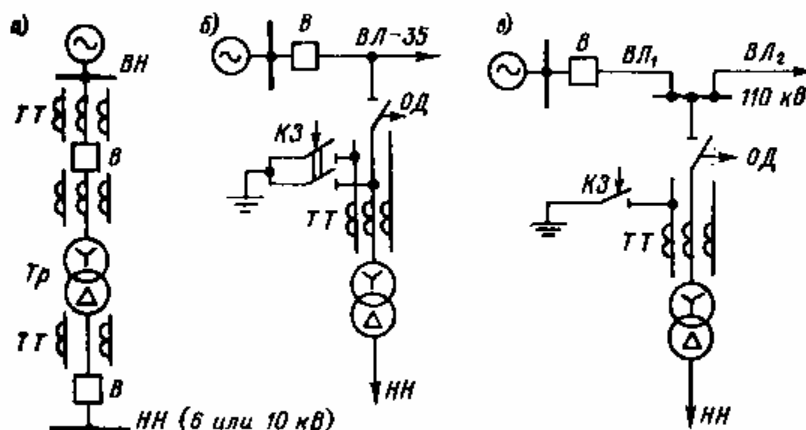 а)
ВН
ТТ
В
Тр
ТТ
В
НН (6 или 10 кВ)
б)
В
ВЛ-35
ОД
КЗ
ТТ
НН
в)
В
ВЛ1
ВЛ2
110 кВ
ОД
КЗ
ТТ
НН